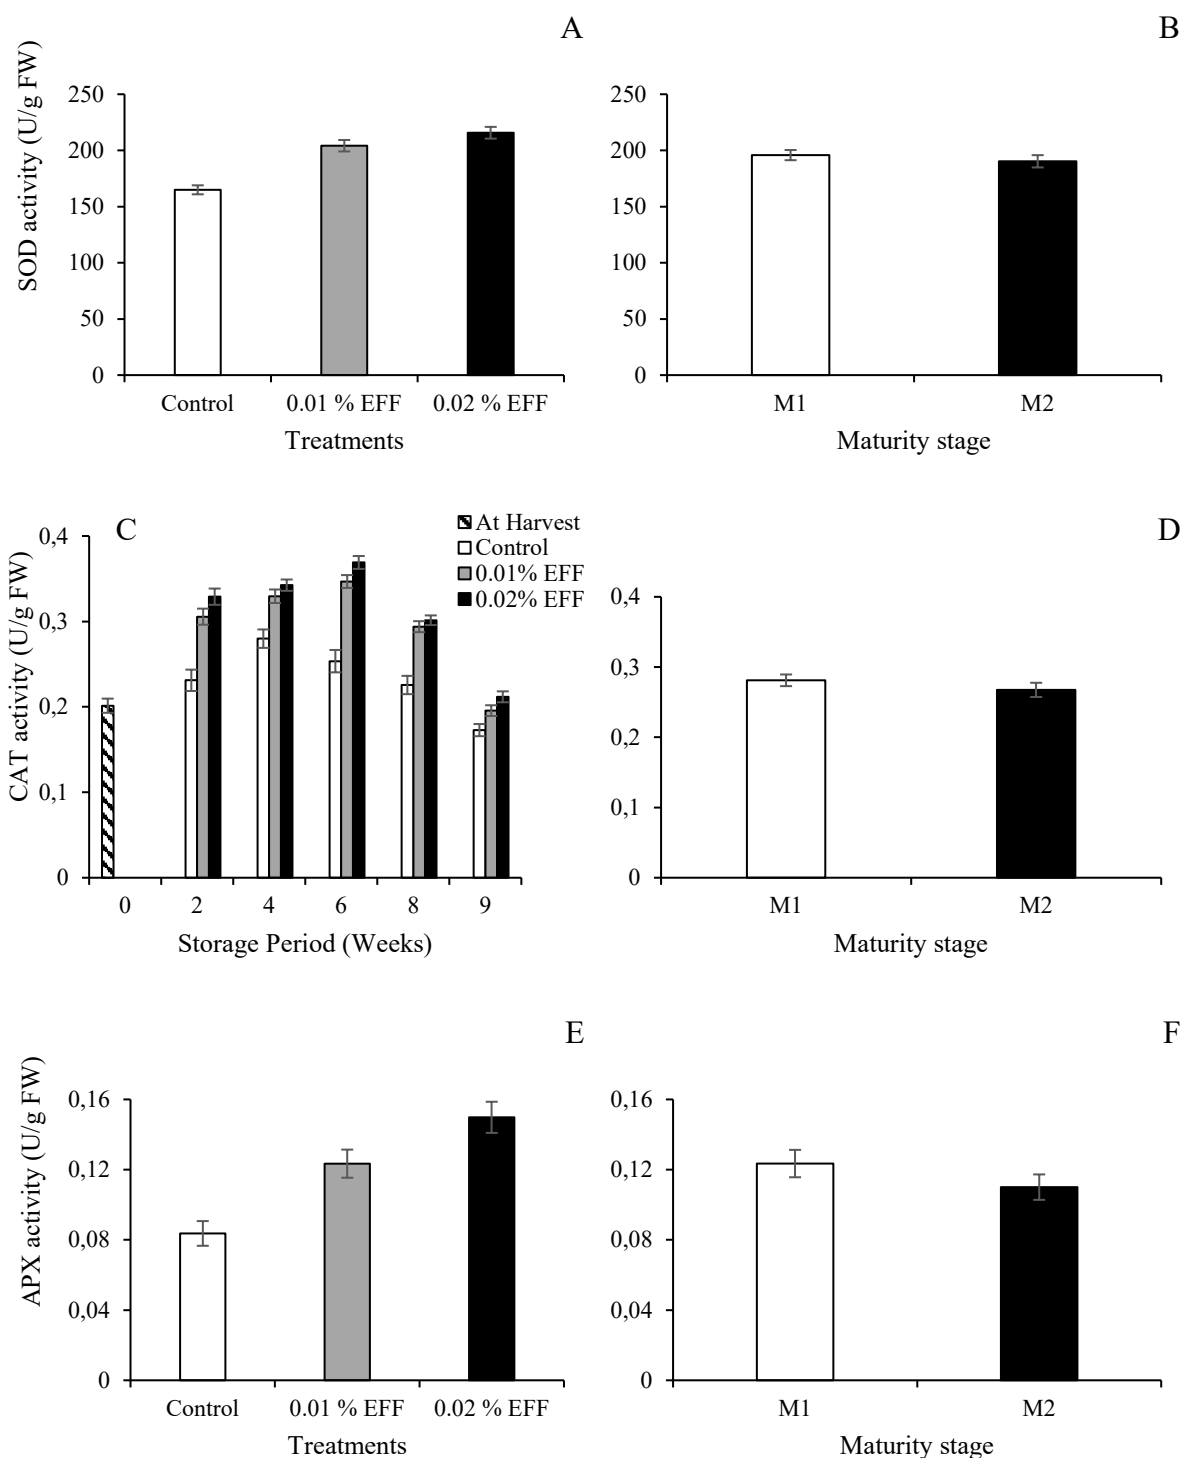 A
SOD activity (U/g FW)
250
200
150
100
50
0
Control 0.01 % EFF 0.02 % EFF
Treatments
B
250
200
150
100
50
0
M1 M2
Maturity stage
C
CAT activity (U/g FW)
At Harvest
Control
0.01% EFF
0.02% EFF
0,4
0,3
0,2
0,1
0
0 2 4 6 8 9
Storage Period (Weeks)
D
0,4
0,3
0,2
0,1
0
M1 M2
Maturity stage
E
APX activity (U/g FW)
0,16
0,12
0,08
0,04
0
Control 0.01 % EFF 0.02 % EFF
Treatments
F
0,16
0,12
0,08
0,04
0
M1 M2
Maturity stage